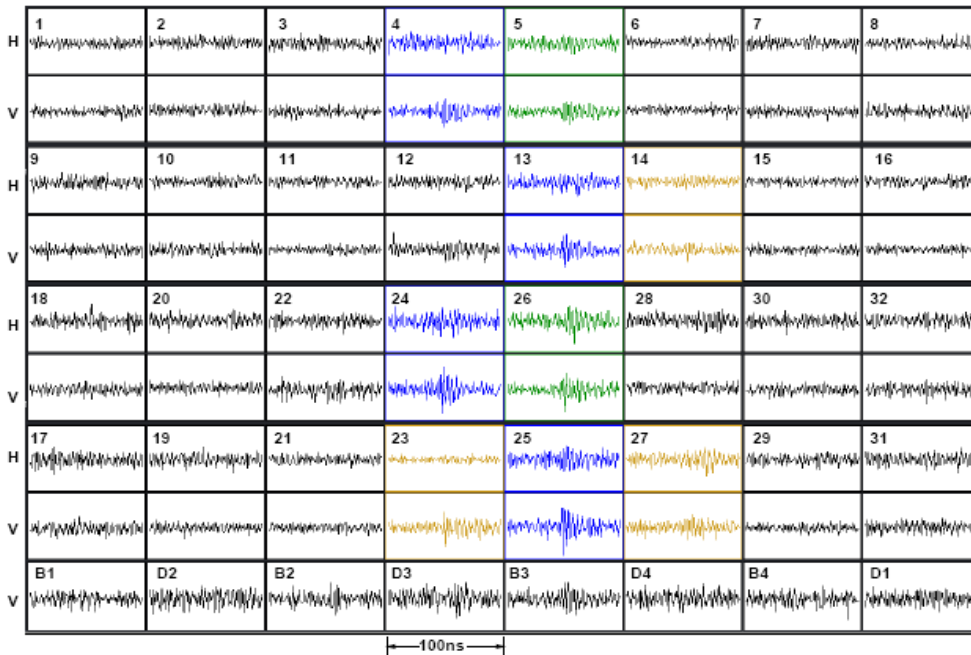 1 2 3 4 5 6 7 8
H
V
9 10 11 12 13 14 15 16
H
V
18 20 22 24 26 28 30 32
H
V
17 19 21 23 25 27 29 31
H
V
B1 D2 B2 D3 B3 D4 B4 D1
V
100ns